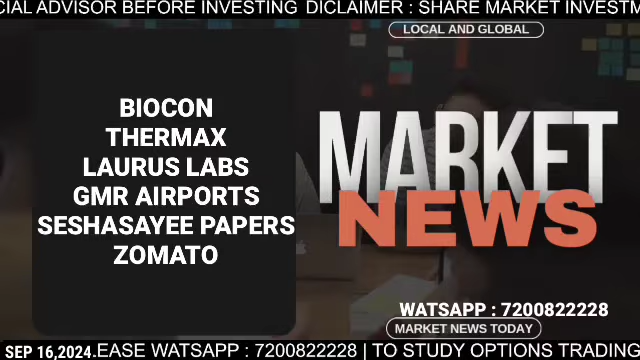 CIAL ADVISOR BEFORE INVESTING DICLAIMER : SHARE MARKET INVESTM
LOCAL AND GLOBAL
BIOCON
THERMAX
LAURUS LABS
GMR AIRPORTS
SESHASAYEE PAPERS
ZOMATO
MARKET
NEWS
WATSAPP : 7200822228
MARKET NEWS TODAY
SEP 16,2024.EASE WATSAPP : 7200822228 | TO STUDY OPTIONS TRADING